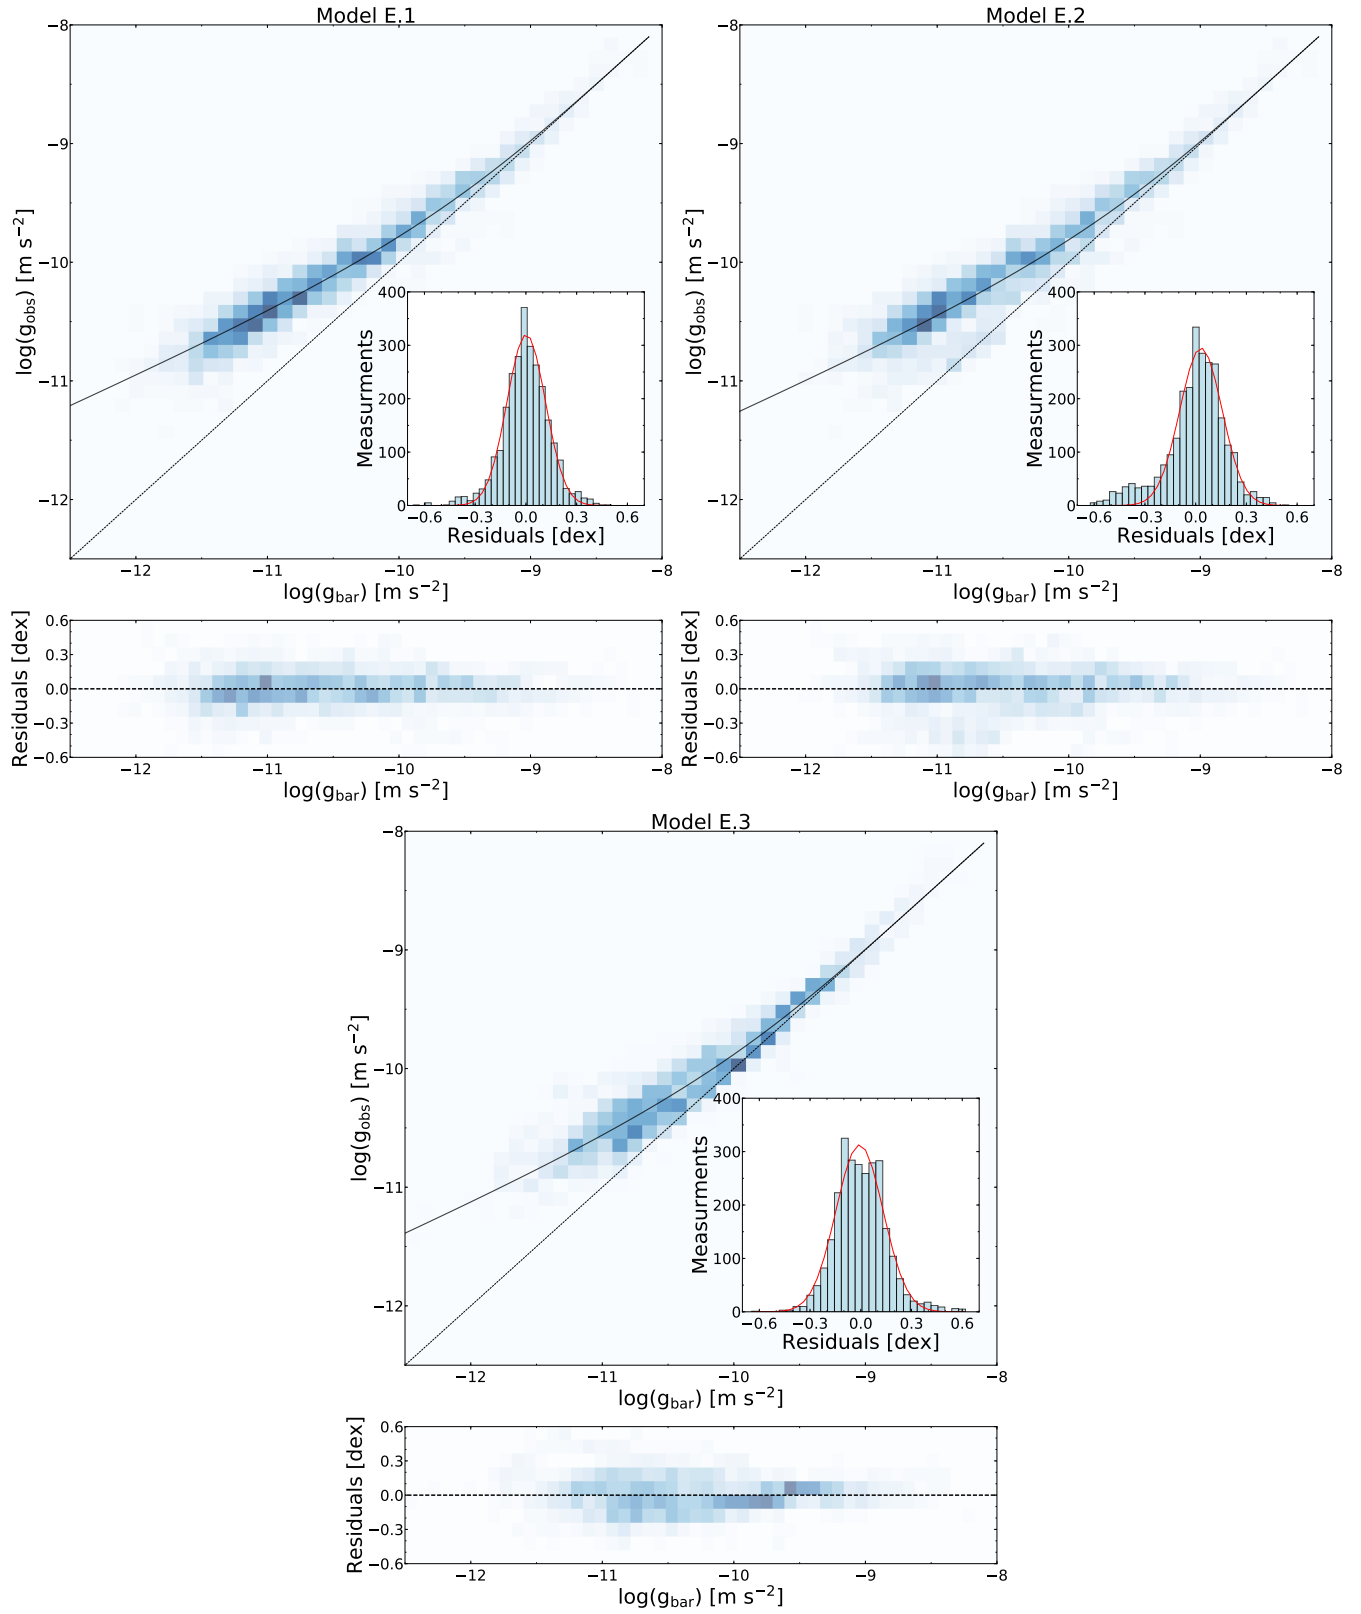 Model E.1
−8
−9
−10
−11
−12
log(g_obs) [m s⁻²]
−12 −11 −10 −9 −8
log(g_bar) [m s⁻²]
400
300
200
100
0
Measurments
−0.6 −0.3 0.0 0.3 0.6
Residuals [dex]
0.6
0.3
0.0
−0.3
−0.6
Residuals [dex]
−12 −11 −10 −9 −8
log(g_bar) [m s⁻²]
Model E.2
−8
−9
−10
−11
−12
log(g_obs) [m s⁻²]
−12 −11 −10 −9 −8
log(g_bar) [m s⁻²]
400
300
200
100
0
Measurments
−0.6 −0.3 0.0 0.3 0.6
Residuals [dex]
0.6
0.3
0.0
−0.3
−0.6
Residuals [dex]
−12 −11 −10 −9 −8
log(g_bar) [m s⁻²]
Model E.3
−8
−9
−10
−11
−12
log(g_obs) [m s⁻²]
−12 −11 −10 −9 −8
log(g_bar) [m s⁻²]
400
300
200
100
0
Measurments
−0.6 −0.3 0.0 0.3 0.6
Residuals [dex]
0.6
0.3
0.0
−0.3
−0.6
Residuals [dex]
−12 −11 −10 −9 −8
log(g_bar) [m s⁻²]